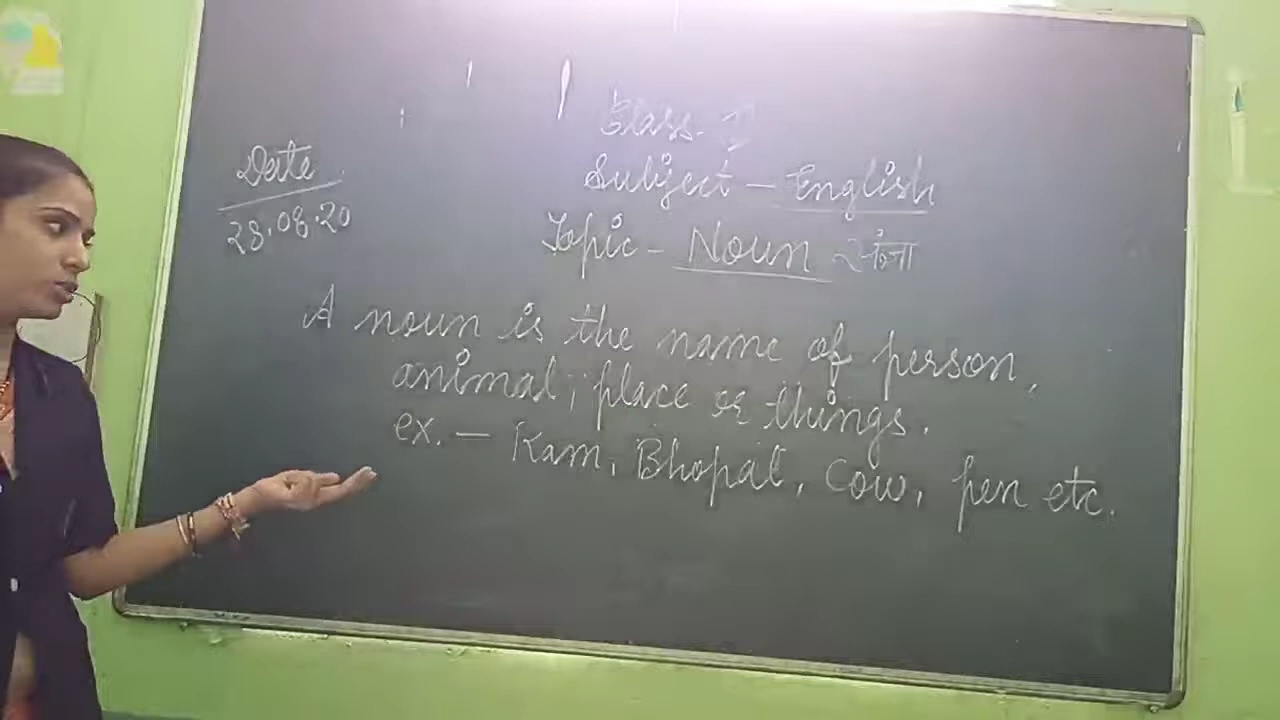 Class - I
Subject - English
Topic - Noun संज्ञा
Date
28.08.20
A noun is the name of person,
animal, place or things.
ex. - Ram, Bhopal, Cow, pen etc.